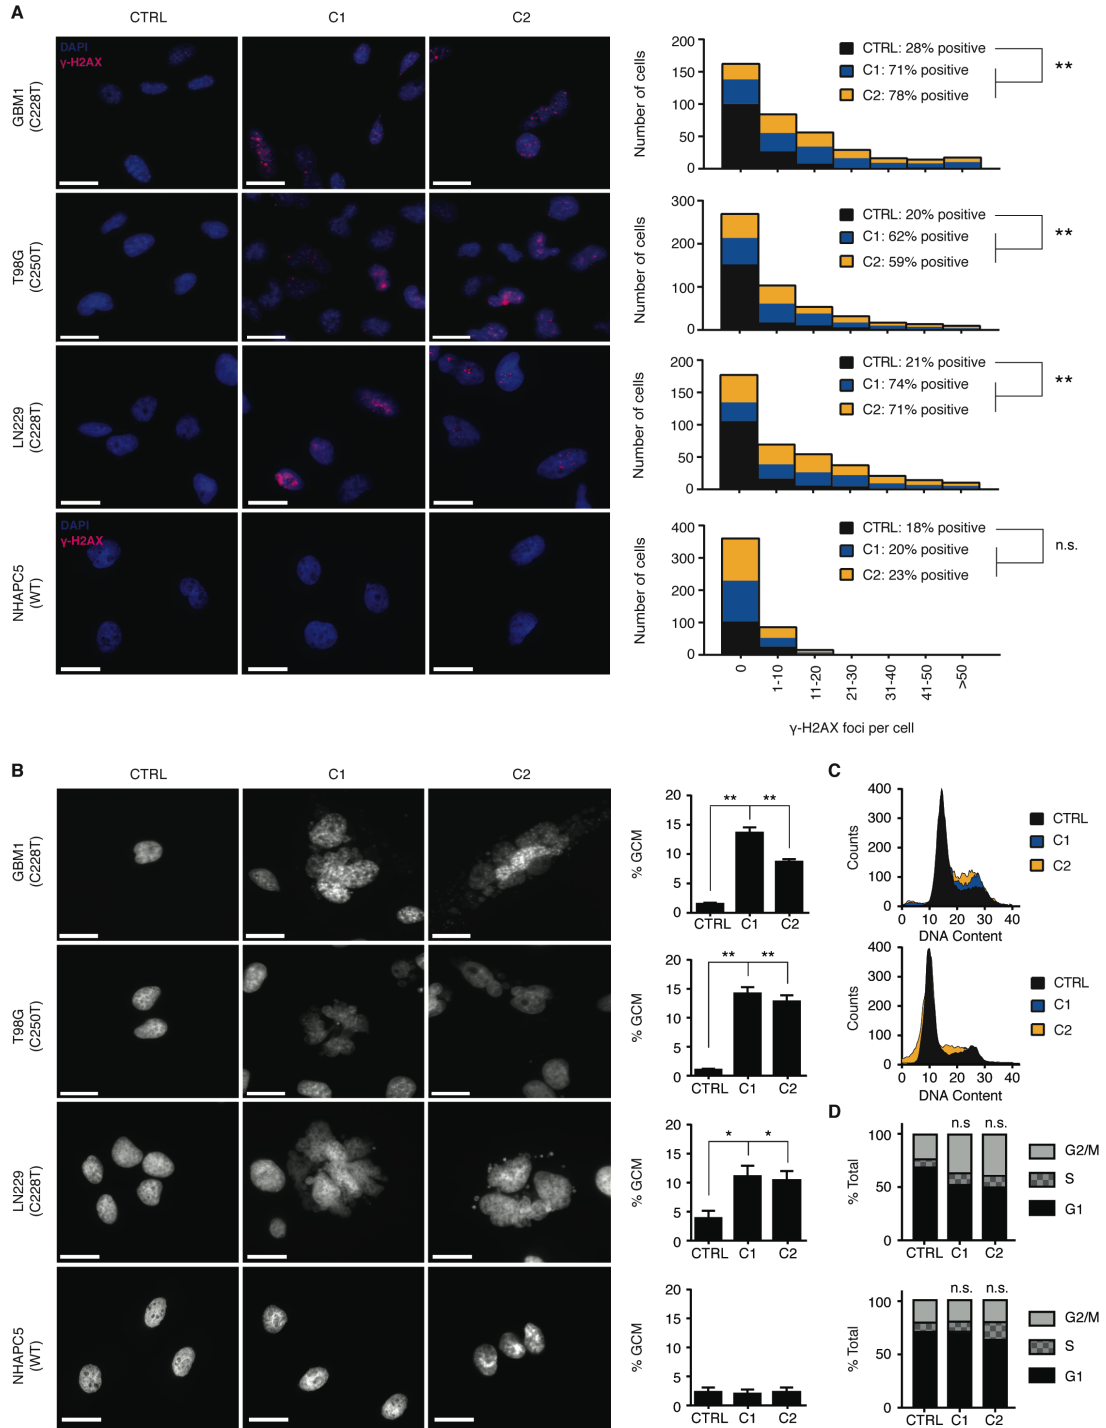 A
CTRL
C1
C2
GBM1
(C228T)
DAPI
γ-H2AX
Number of cells
200
150
100
50
0
CTRL: 28% positive
C1: 71% positive
C2: 78% positive
**
T98G
(C250T)
Number of cells
300
200
100
0
CTRL: 20% positive
C1: 62% positive
C2: 59% positive
**
LN229
(C228T)
Number of cells
200
150
100
50
0
CTRL: 21% positive
C1: 74% positive
C2: 71% positive
**
NHAPC5
(WT)
DAPI
γ-H2AX
Number of cells
400
300
200
100
0
CTRL: 18% positive
C1: 20% positive
C2: 23% positive
n.s.
0
1-10
11-20
21-30
31-40
41-50
>50
γ-H2AX foci per cell
B
CTRL
C1
C2
GBM1
(C228T)
% GCM
20
15
10
5
0
** **
CTRL C1 C2
T98G
(C250T)
% GCM
20
15
10
5
0
** **
CTRL C1 C2
LN229
(C228T)
% GCM
20
15
10
5
0
* *
CTRL C1 C2
NHAPC5
(WT)
% GCM
20
15
10
5
0
CTRL C1 C2
C
Counts
400
300
200
100
0
0 10 20 30 40
DNA Content
CTRL
C1
C2
Counts
400
300
200
100
0
0 10 20 30 40
DNA Content
CTRL
C1
C2
D
% Total
100
50
0
n.s n.s.
CTRL C1 C2
G2/M
S
G1
% Total
100
50
0
n.s. n.s.
CTRL C1 C2
G2/M
S
G1